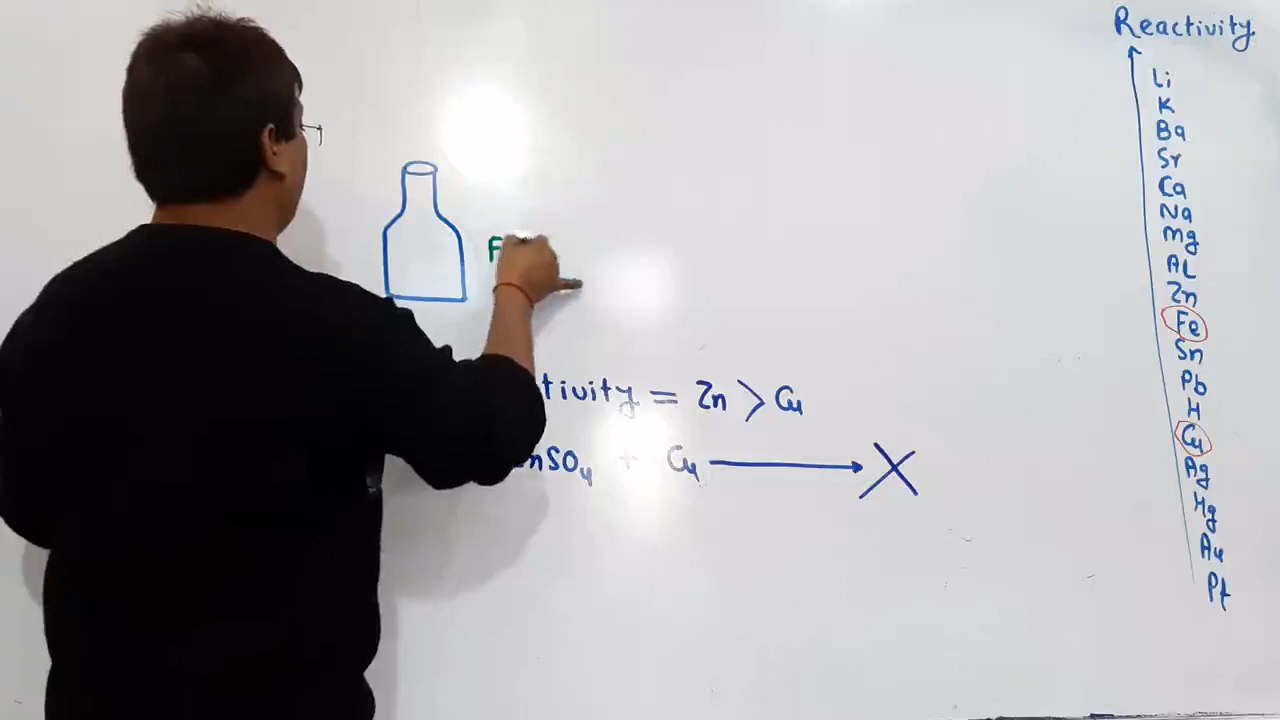 Reactivity
Li
K
Ba
Sr
Ca
Na
Mg
AL
Zn
Fe
Sn
Pb
H
Cu
Ag
Hg
Au
Pt
F
tivity = Zn > Cu
nSO4 + Cu → X